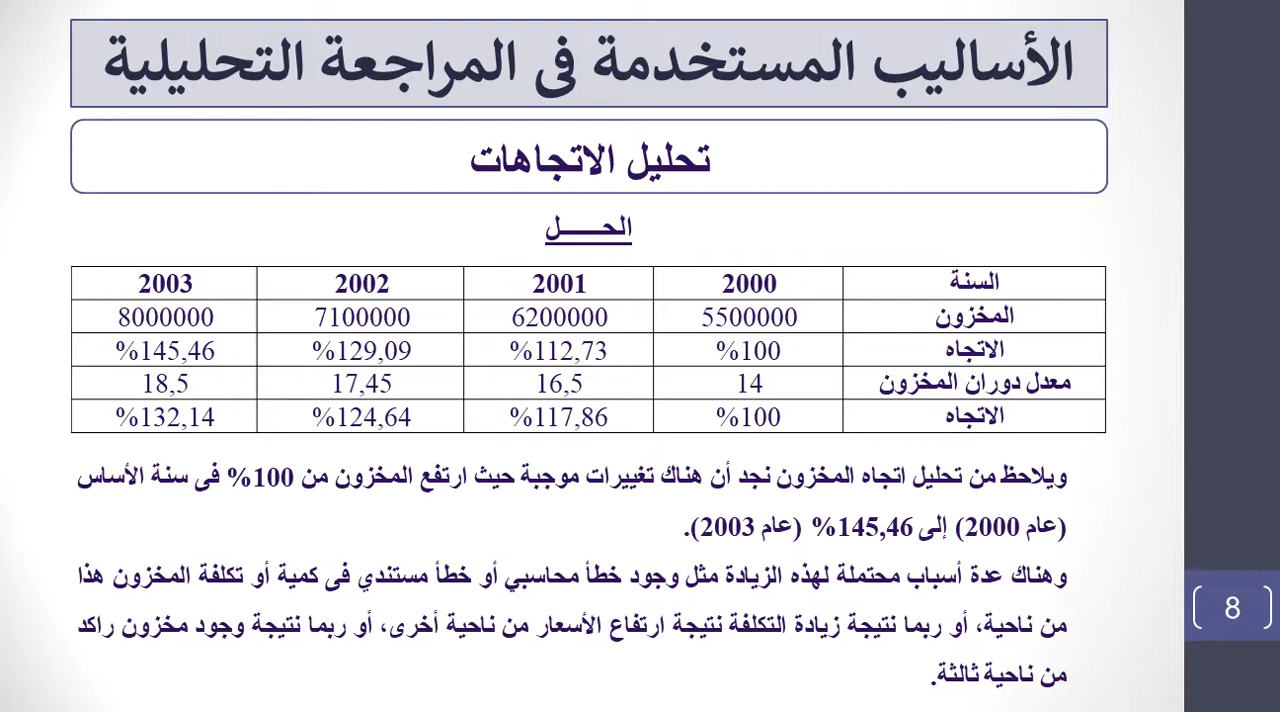 الأساليب المستخدمة فى المراجعة التحليلية
تحليل الاتجاهات
الحــــــل
السنة 2000 2001 2002 2003
المخزون 5500000 6200000 7100000 8000000
الاتجاه %100 %112,73 %129,09 %145,46
معدل دوران المخزون 14 16,5 17,45 18,5
الاتجاه %100 %117,86 %124,64 %132,14
ويلاحظ من تحليل اتجاه المخزون نجد أن هناك تغييرات موجبة حيث ارتفع المخزون من 100% فى سنة الأساس
(عام 2000) إلى 145,46% (عام 2003).
وهناك عدة أسباب محتملة لهذه الزيادة مثل وجود خطأ محاسبي أو خطأ مستندي فى كمية أو تكلفة المخزون هذا
من ناحية، أو ربما نتيجة زيادة التكلفة نتيجة ارتفاع الأسعار من ناحية أخرى، أو ربما نتيجة وجود مخزون راكد
من ناحية ثالثة.
8